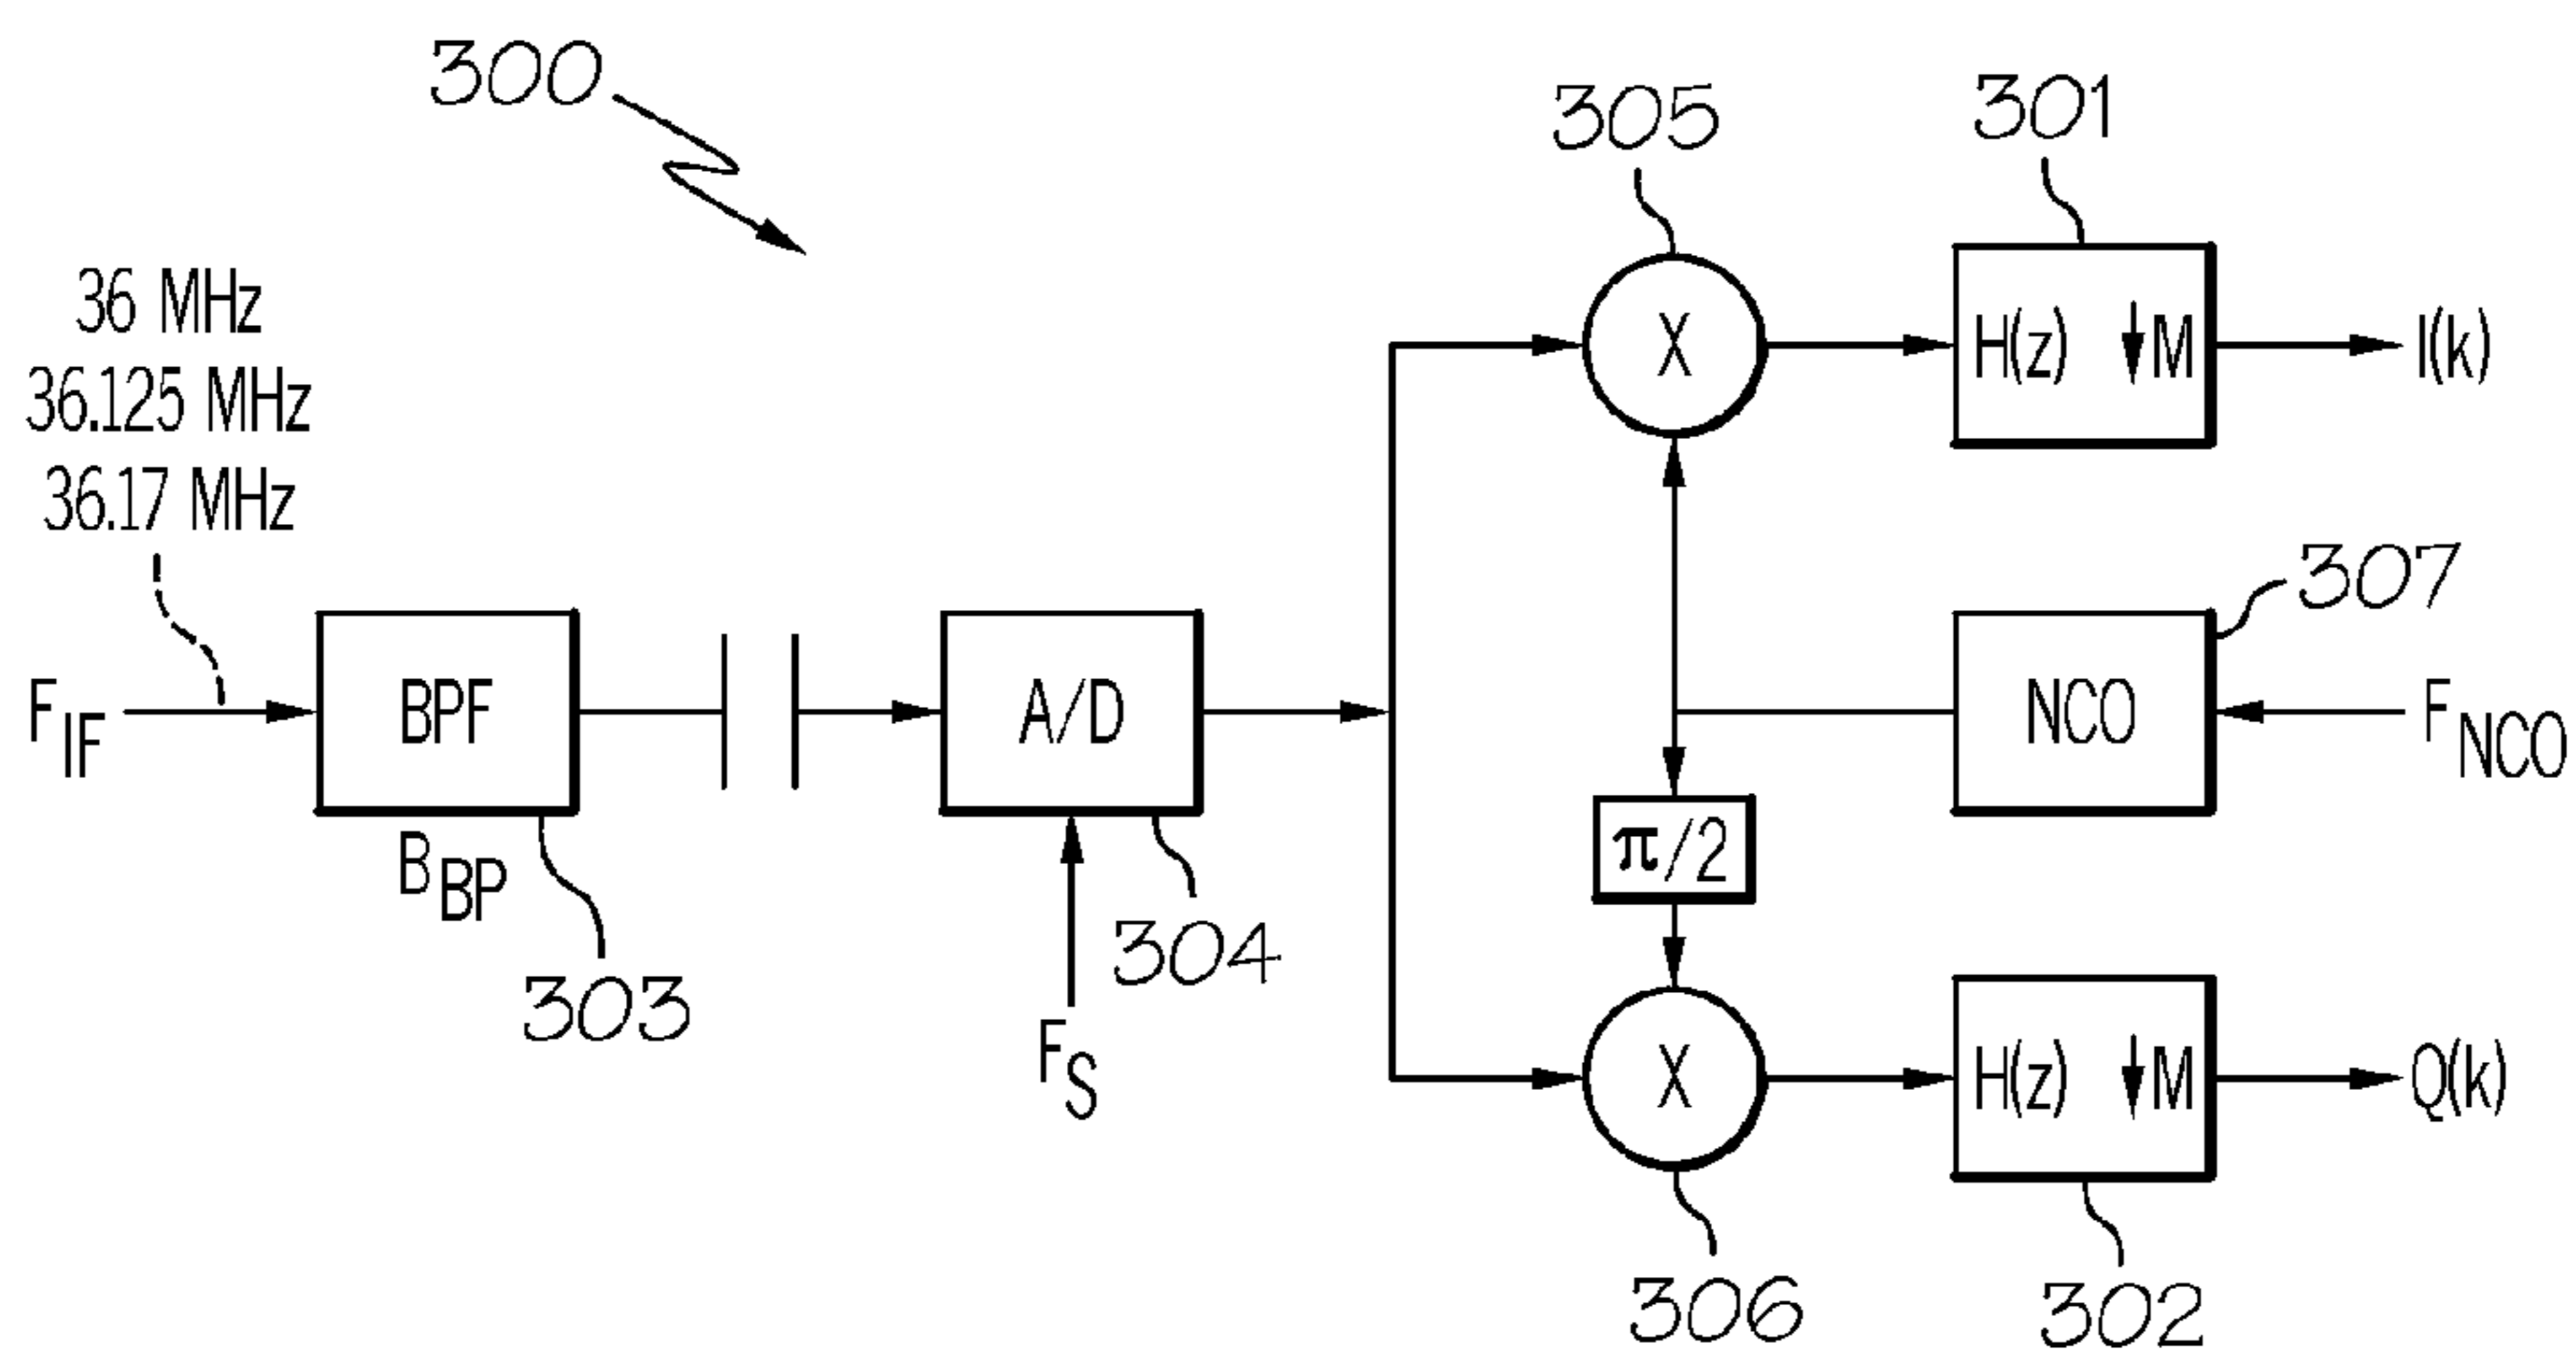 300
305
301
36 MHz
36.125 MHz
36.17 MHz
X
H(z) ↓M
I(k)
307
F_IF
BPF
A/D
NCO
F_NCO
B_BP
π/2
303
304
F_S
X
H(z) ↓M
Q(k)
306
302